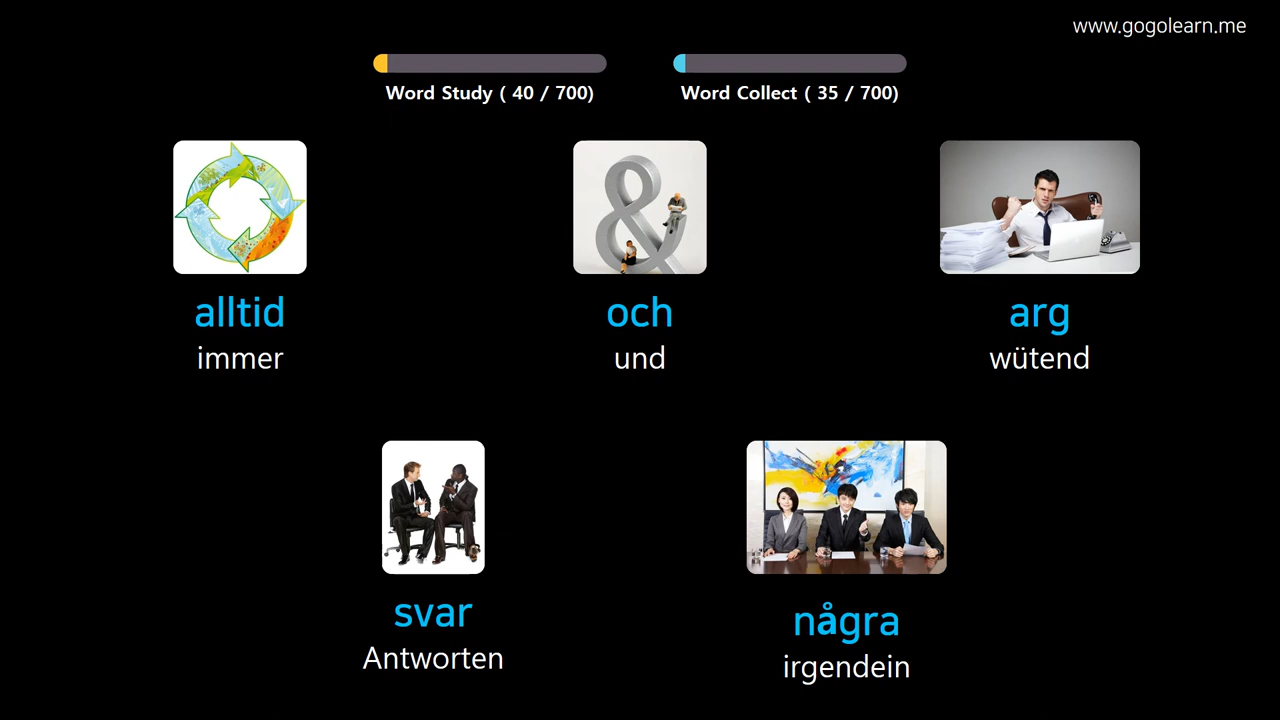 www.gogolearn.me
Word Study ( 40 / 700)
Word Collect ( 35 / 700)
&
alltid
immer
och
und
arg
wütend
svar
Antworten
några
irgendein